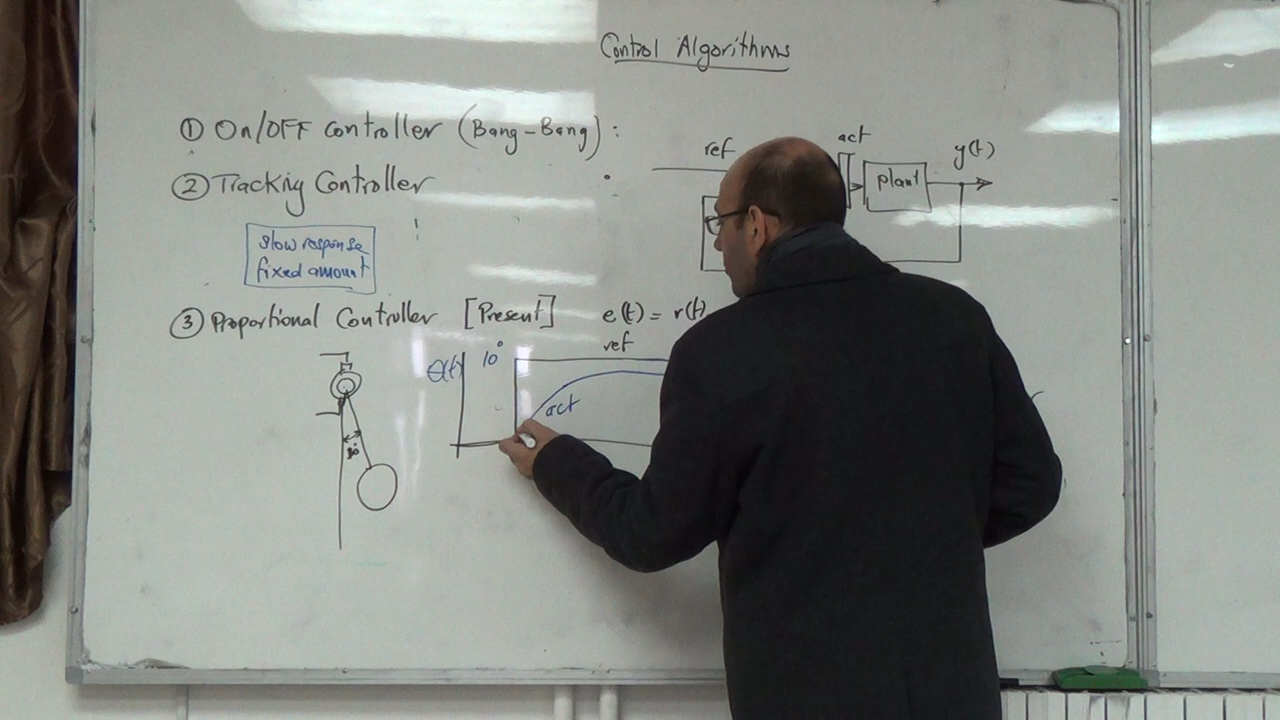 Control Algorithms
① On/OFF Controller (Bang-Bang) :
② Tracking Controller
slow response
fixed amount
ref
act
plant
y(t)
③ Proportional Controller [Present] e(t) = r(t)
ref
θ(t)
10°
act